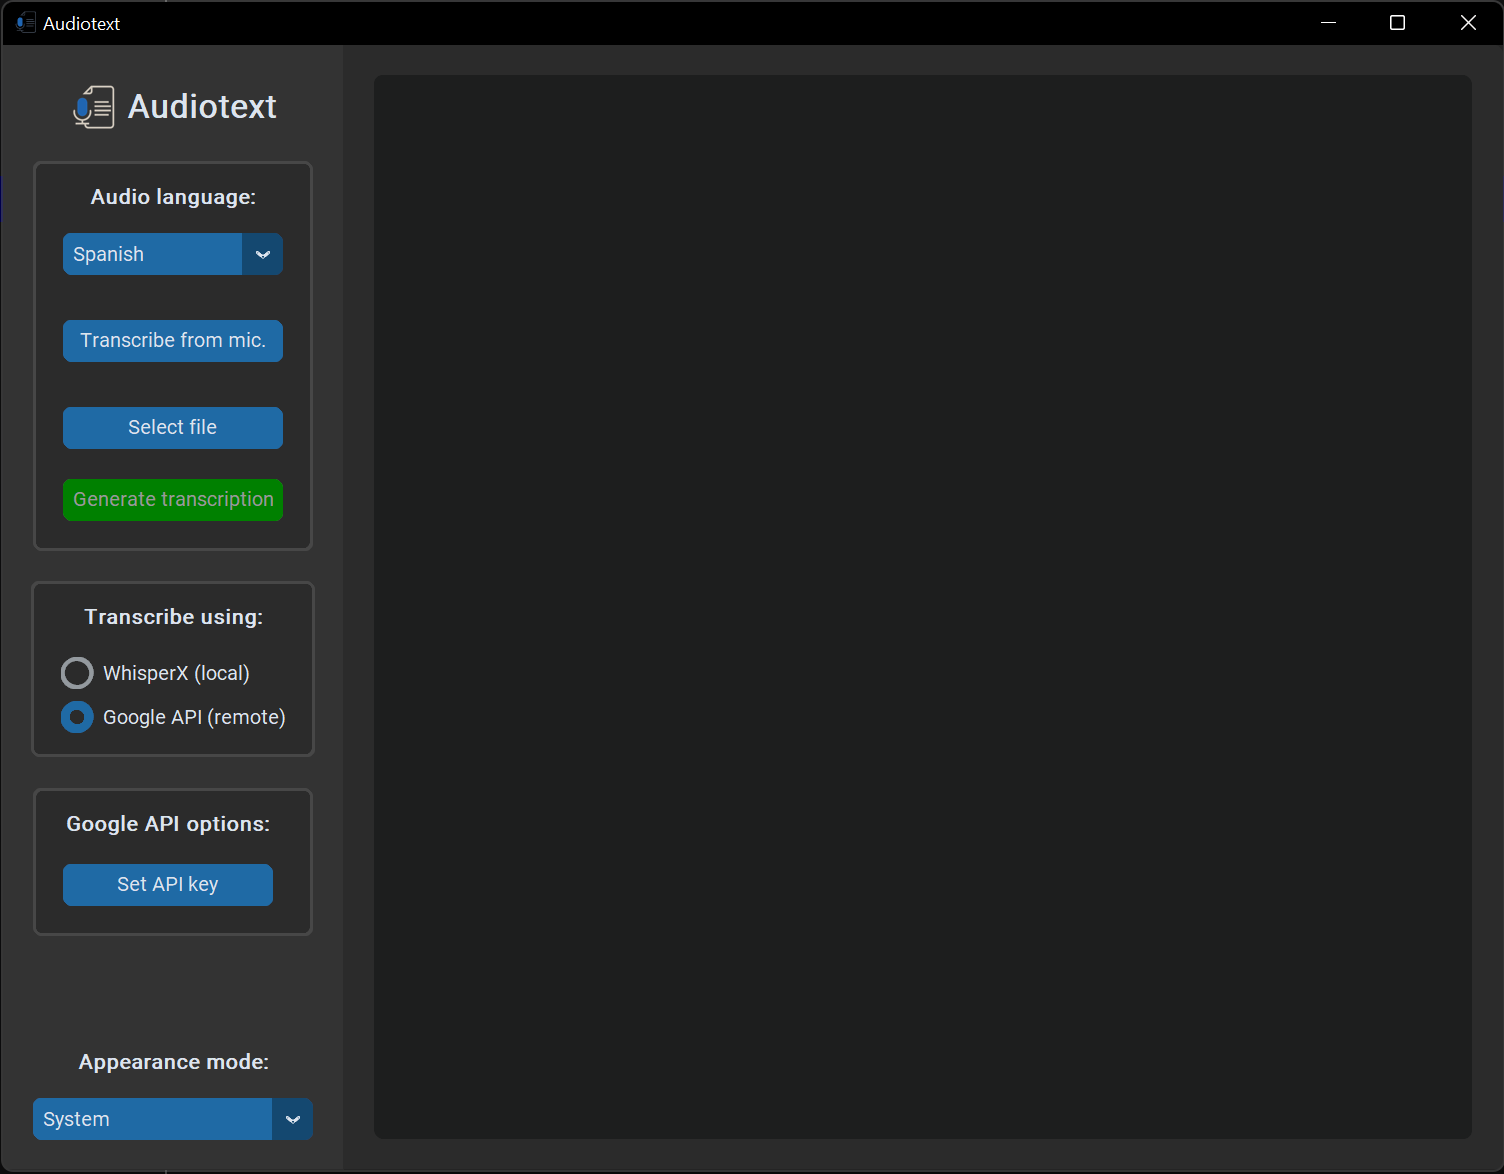 Audiotext
Audiotext
Audio language:
Spanish
Transcribe from mic.
Select file
Generate transcription
Transcribe using:
WhisperX (local)
Google API (remote)
Google API options:
Set API key
Appearance mode:
System